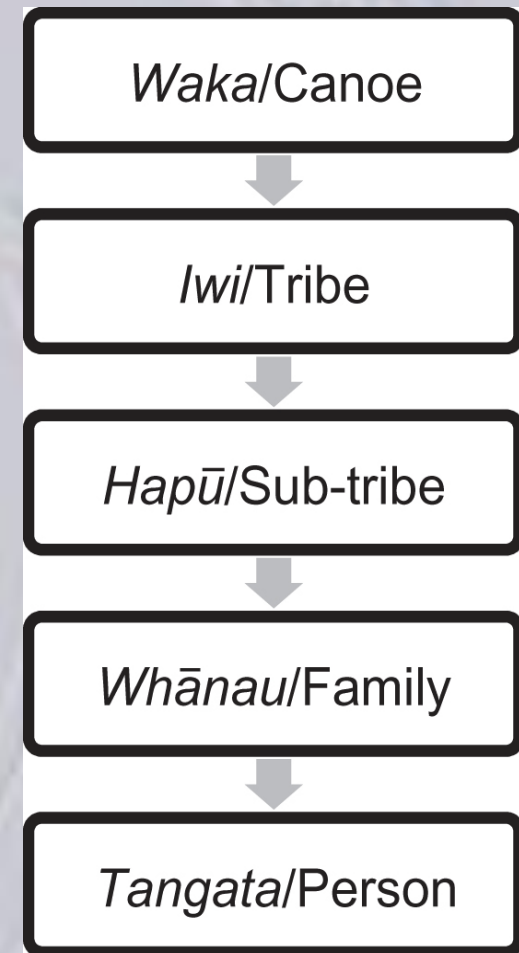 Waka/Canoe
Iwi/Tribe
Hapū/Sub-tribe
Whānau/Family
Tangata/Person